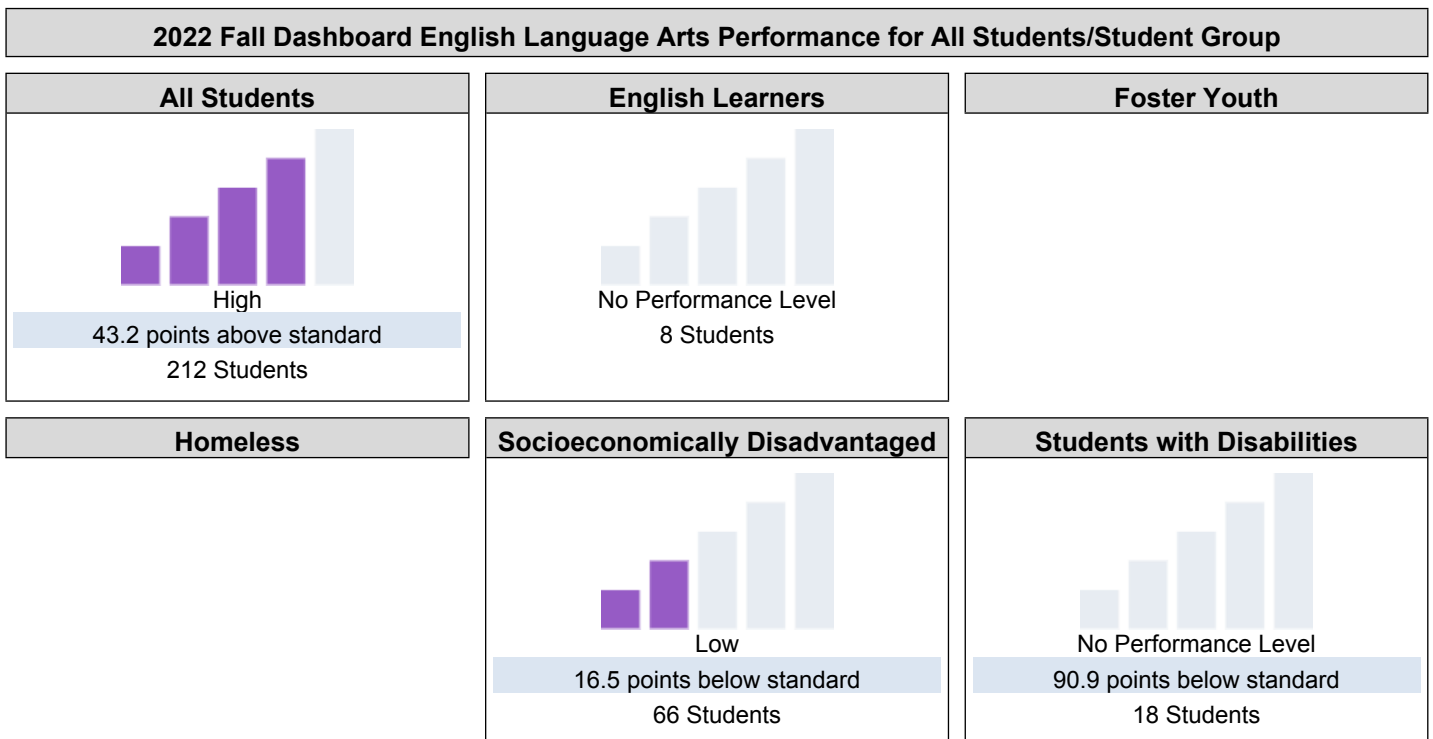 2022 Fall Dashboard English Language Arts Performance for All Students/Student Group
All Students
High
43.2 points above standard
212 Students
English Learners
No Performance Level
8 Students
Foster Youth
Homeless
Socioeconomically Disadvantaged
Low
16.5 points below standard
66 Students
Students with Disabilities
No Performance Level
90.9 points below standard
18 Students